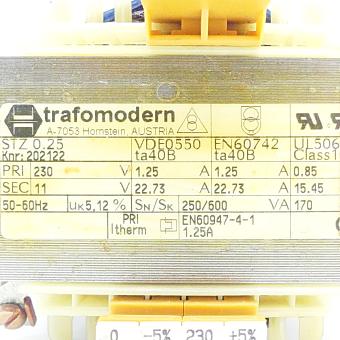 trafomodern
A-7053 Hornstein, AUSTRIA
STZ 0.25 VDE0550 EN60742 UL506
Knr: 202122 ta40B ta40B Class1
PRI 230 V 1.25 A 1.25 A 0.85
SEC 11 V 22.73 A 22.73 A 15.45
50-60Hz uK5,12 % SN/SK 250/600 VA 170
PRI EN60947-4-1
Itherm 1.25A
0 -5% 230 +5%